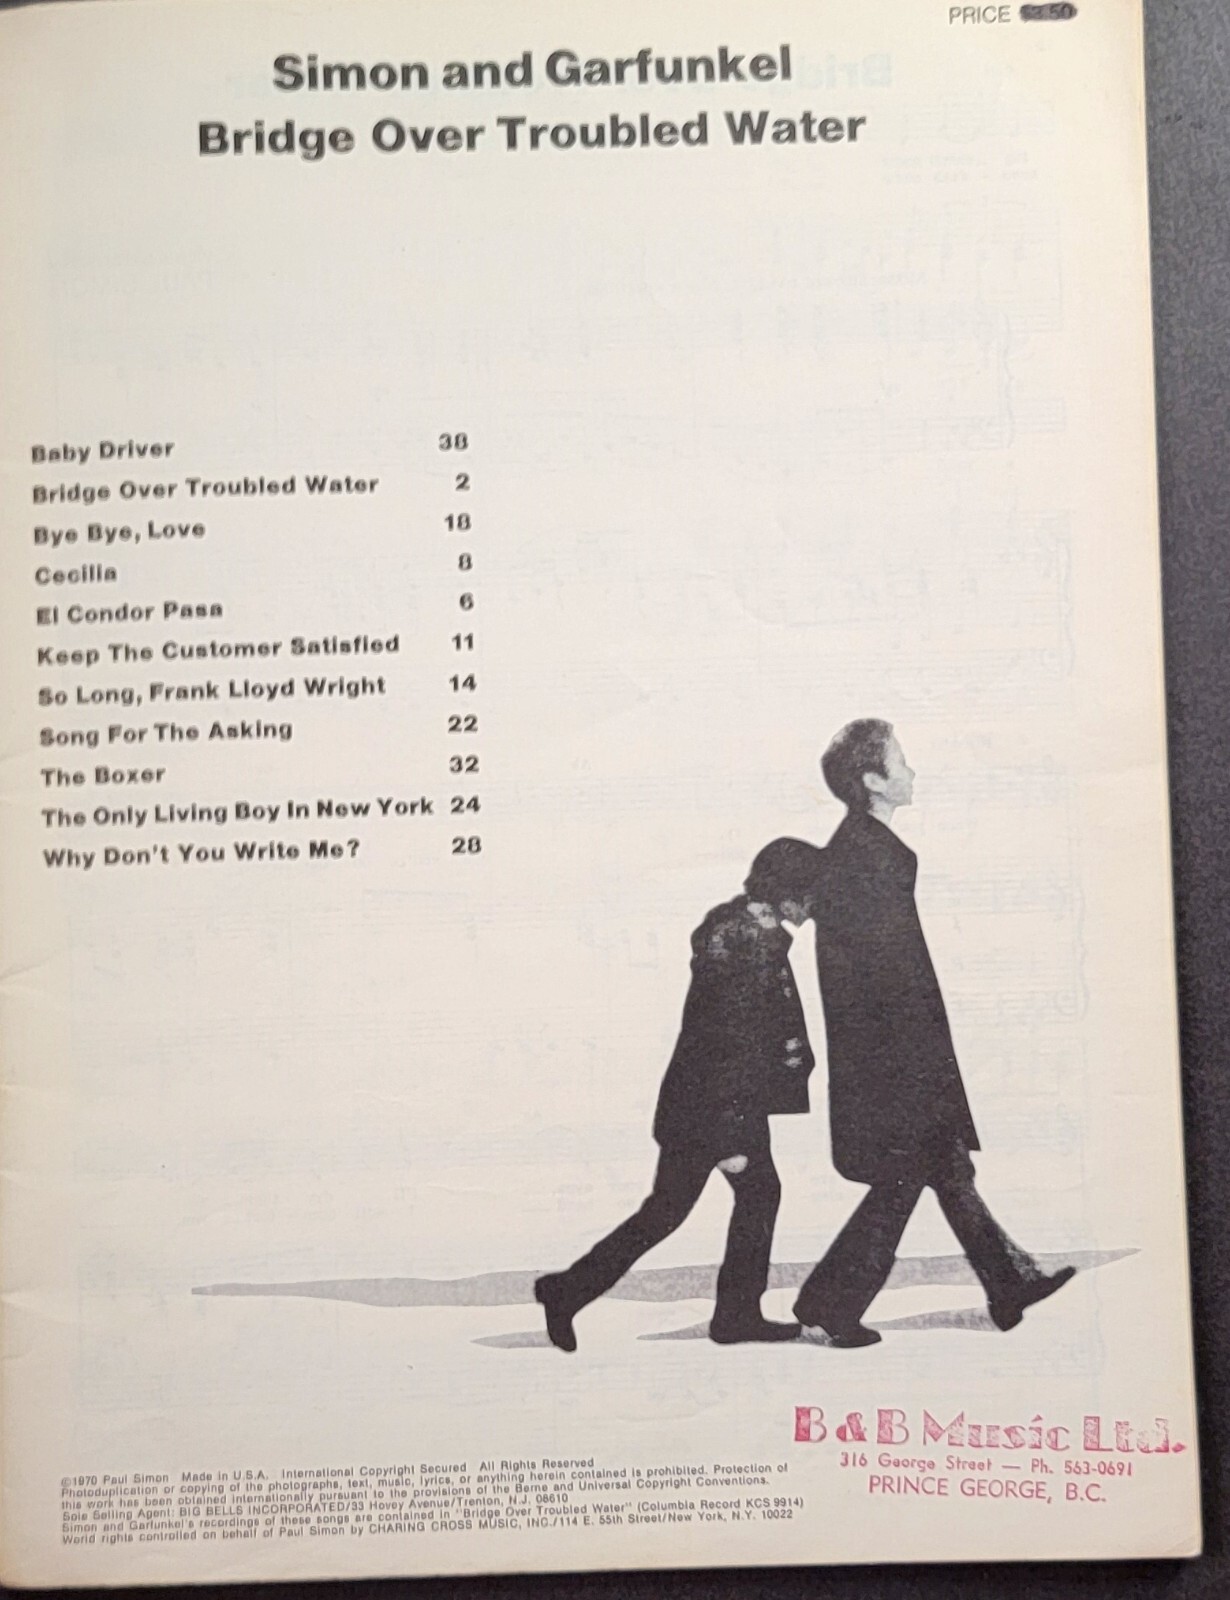 PRICE $3.50
Simon and Garfunkel
Bridge Over Troubled Water
Baby Driver 38
Bridge Over Troubled Water 2
Bye Bye, Love 18
Cecilia 8
El Condor Pasa 6
Keep The Customer Satisfied 11
So Long, Frank Lloyd Wright 14
Song For The Asking 22
The Boxer 32
The Only Living Boy In New York 24
Why Don't You Write Me? 28
B & B Music Ltd.
316 George Street — Ph. 563-0691
PRINCE GEORGE, B.C.
©1970 Paul Simon Made in U.S.A. International Copyright Secured All Rights Reserved
Photoduplication or copying of the photographs, text, music, lyrics, or anything herein contained is prohibited. Protection of
this work has been obtained internationally pursuant to the provisions of the Berne and Universal Copyright Conventions.
Sole Selling Agent: BIG BELLS INCORPORATED/33 Hovey Avenue/Trenton, N.J. 08610
Simon and Garfunkel's recordings of these songs are contained in "Bridge Over Troubled Water" (Columbia Record KCS 9914)
World rights controlled on behalf of Paul Simon by CHARING CROSS MUSIC, INC./114 E. 55th Street/New York, N.Y. 10022